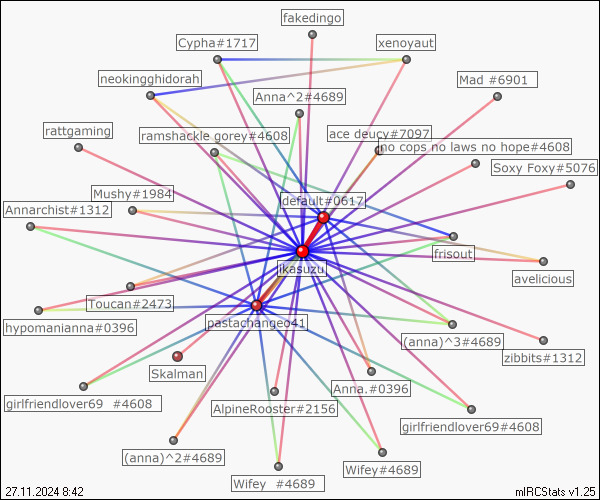 fakedingo
Cypha#1717
xenoyaut
neokingghidorah
Mad #6901
Anna^2#4689
rattgaming
ramshackle gorey#4608
ace deucy#7097
no cops no laws no hope#4608
Soxy Foxy#5076
Mushy#1984
default#0617
Annarchist#1312
frisout
ikasuzu
avelicious
Toucan#2473
hypomanianna#0396
pastachangeo41
(anna)^3#4689
zibbits#1312
Skalman
Anna.#0396
girlfriendlover69 #4608
AlpineRooster#2156
girlfriendlover69#4608
(anna)^2#4689
Wifey#4689
Wifey #4689
27.11.2024 8:42
mIRCStats v1.25